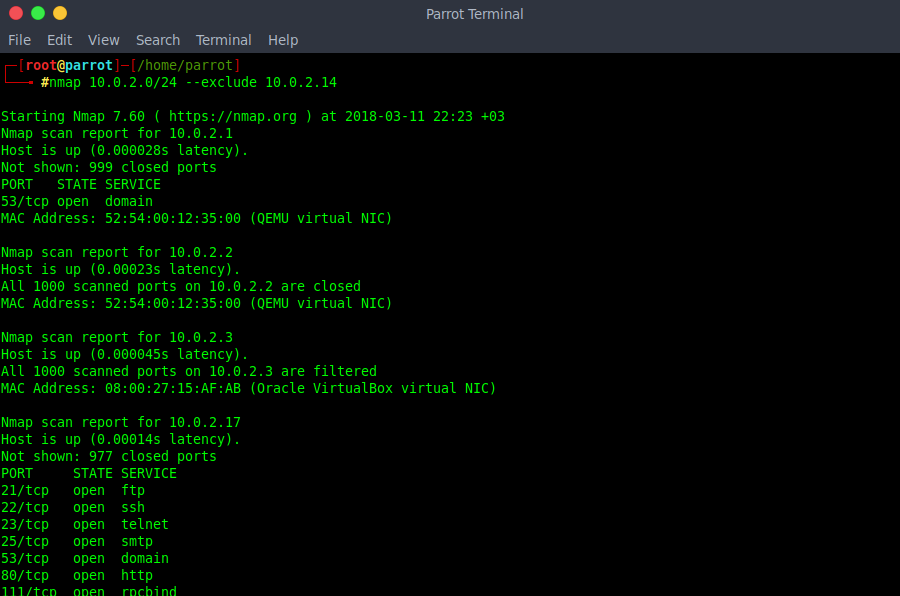 Parrot Terminal
File Edit View Search Terminal Help
┌─[root@parrot]─[/home/parrot]
└──╼ #nmap 10.0.2.0/24 --exclude 10.0.2.14
Starting Nmap 7.60 ( https://nmap.org ) at 2018-03-11 22:23 +03
Nmap scan report for 10.0.2.1
Host is up (0.000028s latency).
Not shown: 999 closed ports
PORT   STATE SERVICE
53/tcp open  domain
MAC Address: 52:54:00:12:35:00 (QEMU virtual NIC)
Nmap scan report for 10.0.2.2
Host is up (0.00023s latency).
All 1000 scanned ports on 10.0.2.2 are closed
MAC Address: 52:54:00:12:35:00 (QEMU virtual NIC)
Nmap scan report for 10.0.2.3
Host is up (0.000045s latency).
All 1000 scanned ports on 10.0.2.3 are filtered
MAC Address: 08:00:27:15:AF:AB (Oracle VirtualBox virtual NIC)
Nmap scan report for 10.0.2.17
Host is up (0.00014s latency).
Not shown: 977 closed ports
PORT     STATE SERVICE
21/tcp   open  ftp
22/tcp   open  ssh
23/tcp   open  telnet
25/tcp   open  smtp
53/tcp   open  domain
80/tcp   open  http
111/tcp  open  rpcbind